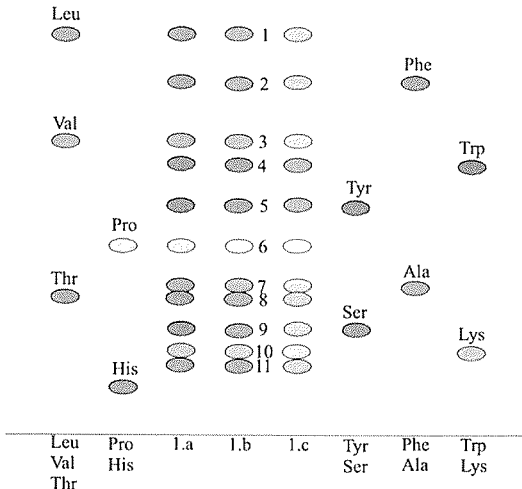 Leu
1
2
Phe
Val
3
4
Trp
5
Tyr
Pro
6
Thr
7
Ala
8
Ser
9
10
Lys
His
11
Leu Pro 1.a 1.b 1.c Tyr Phe Trp
Val His Ser Ala Lys
Thr